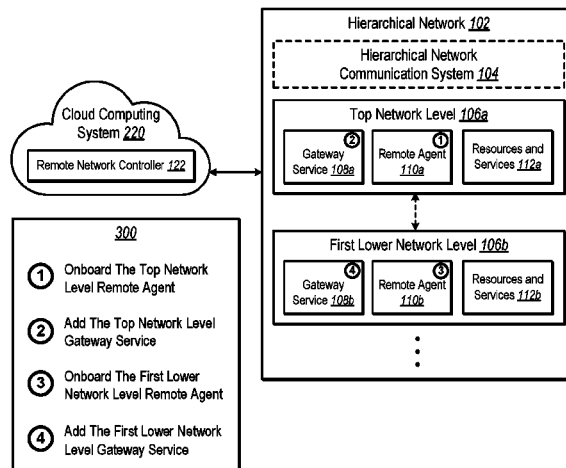 Hierarchical Network 102
Hierarchical Network
Communication System 104
Cloud Computing
System 220
Remote Network Controller 122
Top Network Level 106a
2
Gateway
Service 108a
1
Remote Agent
110a
Resources and
Services 112a
First Lower Network Level 106b
4
Gateway
Service 108b
3
Remote Agent
110b
Resources and
Services 112b
300
1 Onboard The Top Network
Level Remote Agent
2 Add The Top Network Level
Gateway Service
3 Onboard The First Lower
Network Level Remote Agent
4 Add The First Lower Network
Level Gateway Service